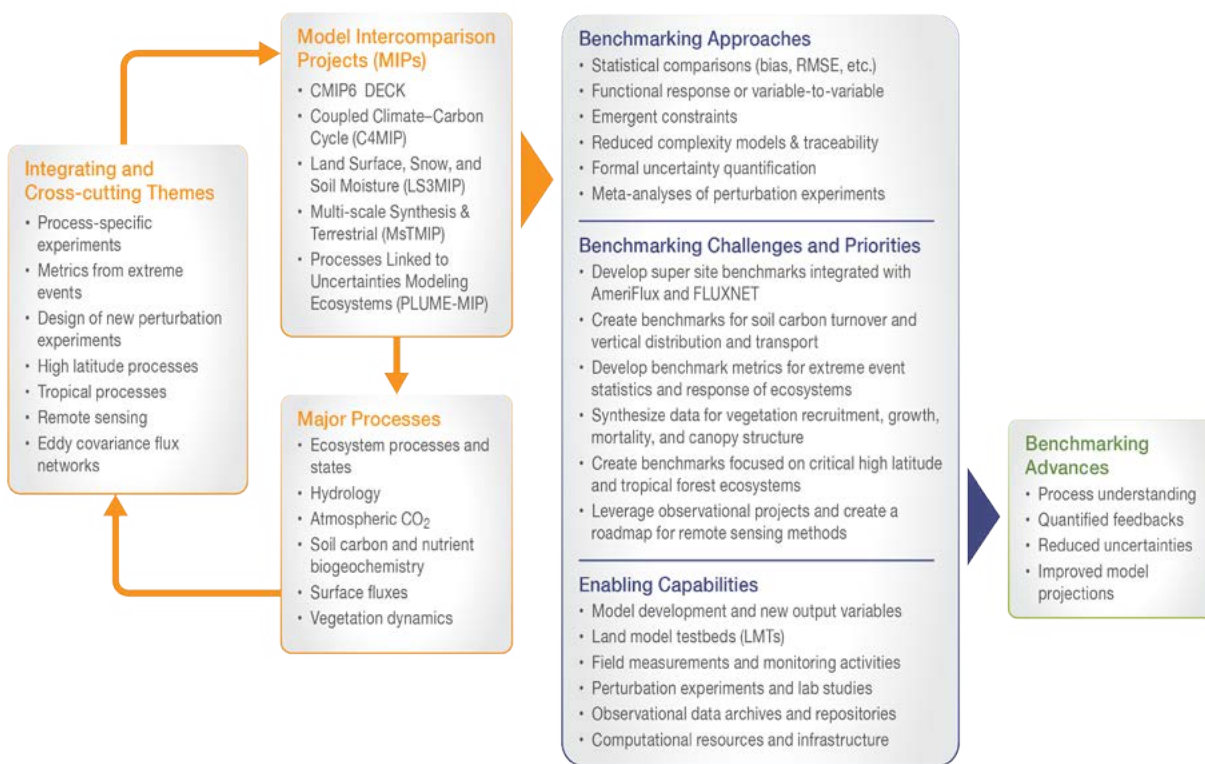 Integrating and
Cross-cutting Themes
• Process-specific
experiments
• Metrics from extreme
events
• Design of new perturbation
experiments
• High latitude processes
• Tropical processes
• Remote sensing
• Eddy covariance flux
networks
Model Intercomparison
Projects (MIPs)
• CMIP6 DECK
• Coupled Climate–Carbon
Cycle (C4MIP)
• Land Surface, Snow, and
Soil Moisture (LS3MIP)
• Multi-scale Synthesis &
Terrestrial (MsTMIP)
• Processes Linked to
Uncertainties Modeling
Ecosystems (PLUME-MIP)
Major Processes
• Ecosystem processes and
states
• Hydrology
• Atmospheric CO₂
• Soil carbon and nutrient
biogeochemistry
• Surface fluxes
• Vegetation dynamics
Benchmarking Approaches
• Statistical comparisons (bias, RMSE, etc.)
• Functional response or variable-to-variable
• Emergent constraints
• Reduced complexity models & traceability
• Formal uncertainty quantification
• Meta-analyses of perturbation experiments
Benchmarking Challenges and Priorities
• Develop super site benchmarks integrated with
AmeriFlux and FLUXNET
• Create benchmarks for soil carbon turnover and
vertical distribution and transport
• Develop benchmark metrics for extreme event
statistics and response of ecosystems
• Synthesize data for vegetation recruitment, growth,
mortality, and canopy structure
• Create benchmarks focused on critical high latitude
and tropical forest ecosystems
• Leverage observational projects and create a
roadmap for remote sensing methods
Enabling Capabilities
• Model development and new output variables
• Land model testbeds (LMTs)
• Field measurements and monitoring activities
• Perturbation experiments and lab studies
• Observational data archives and repositories
• Computational resources and infrastructure
Benchmarking
Advances
• Process understanding
• Quantified feedbacks
• Reduced uncertainties
• Improved model
projections